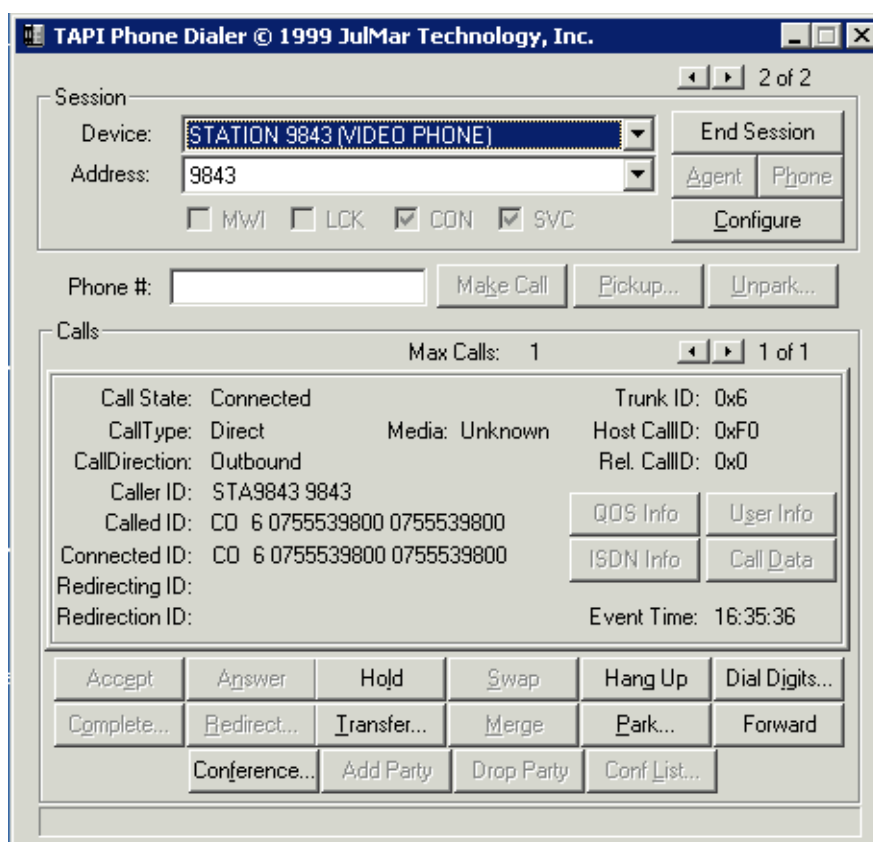 TAPI Phone Dialer © 1999 JulMar Technology, Inc.
2 of 2
Session
Device: STATION 9843 (VIDEO PHONE) End Session
Address: 9843 Agent Phone
MWI LCK CON SVC Configure
Phone #: Make Call Pickup... Unpark...
Calls
Max Calls: 1 1 of 1
Call State: Connected Trunk ID: 0x6
CallType: Direct Media: Unknown Host CallID: 0xF0
CallDirection: Outbound Rel. CallID: 0x0
Caller ID: STA9843 9843
Called ID: CO 6 0755539800 0755539800 QOS Info User Info
Connected ID: CO 6 0755539800 0755539800 ISDN Info Call Data
Redirecting ID:
Redirection ID: Event Time: 16:35:36
Accept Answer Hold Swap Hang Up Dial Digits...
Complete... Redirect... Transfer... Merge Park... Forward
Conference... Add Party Drop Party Conf List...